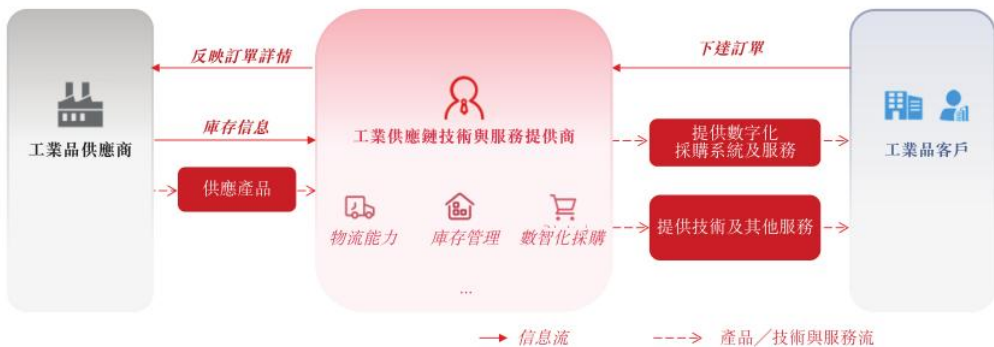 反映訂單詳情
下達訂單
庫存信息
工業品供應商
工業供應鏈技術與服務提供商
提供數字化
採購系統及服務
工業品客戶
供應產品
物流能力
庫存管理
數智化採購
提供技術及其他服務
...
信息流
產品／技術與服務流